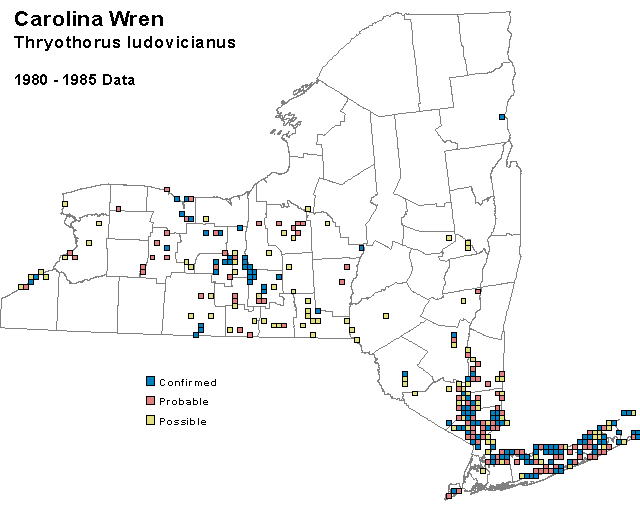 Carolina Wren
Thryothorus ludovicianus
1980 - 1985 Data
Confirmed
Probable
Possible